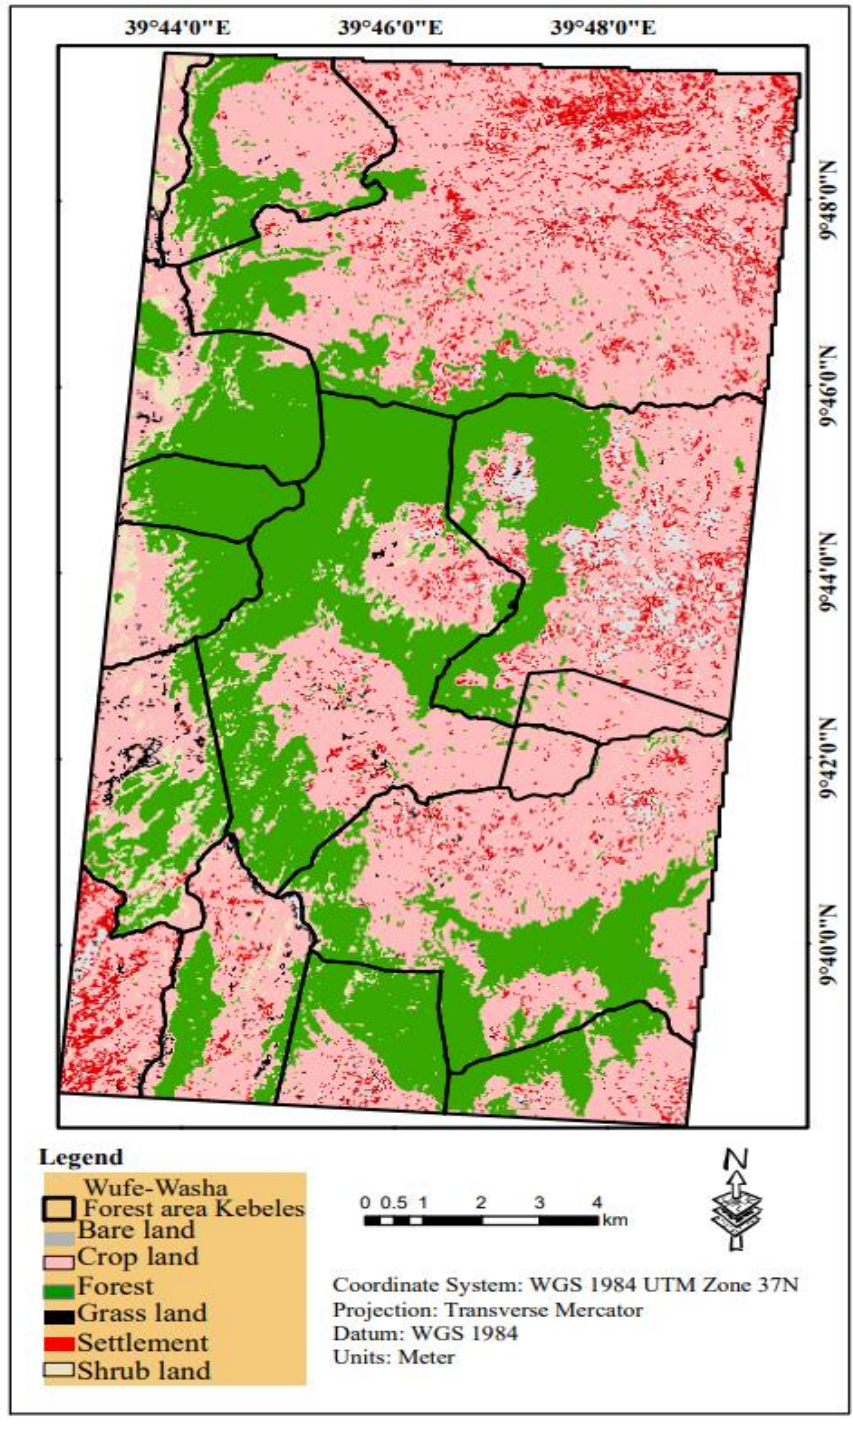 39°44'0"E 39°46'0"E 39°48'0"E
9°48'0"N
9°46'0"N
9°44'0"N
9°42'0"N
9°40'0"N
Legend
Wufe-Washa
Forest area Kebeles
Bare land
Crop land
Forest
Grass land
Settlement
Shrub land
0 0.5 1 2 3 4
km
N
Coordinate System: WGS 1984 UTM Zone 37N
Projection: Transverse Mercator
Datum: WGS 1984
Units: Meter